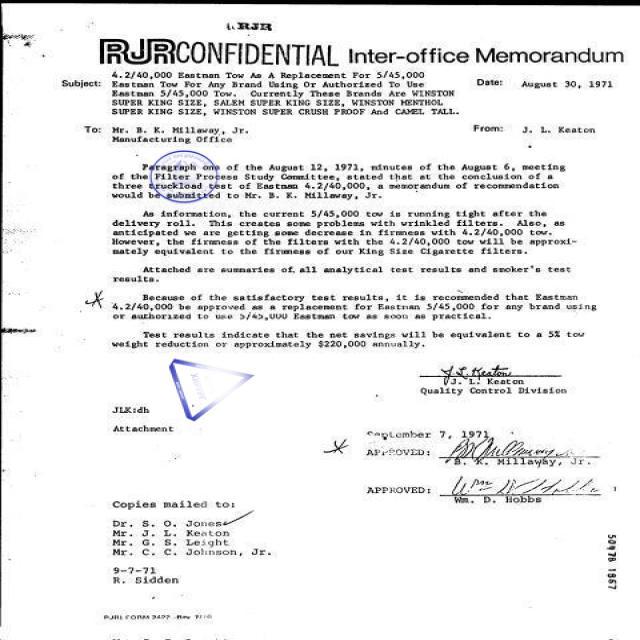 RJR
RJR CONFIDENTIAL Inter-office Memorandum
Subject: 4.2/40,000 Eastman Tow As A Replacement For 5/45,000
Eastman Tow For Any Brand Using Or Authorized To Use
Eastman 5/45,000 Tow. Currently These Brands Are WINSTON
SUPER KING SIZE, SALEM SUPER KING SIZE, WINSTON MENTHOL
SUPER KING SIZE, WINSTON SUPER CRUSH PROOF And CAMEL TALL.
Date: August 30, 1971
To: Mr. B. K. Millaway, Jr.
Manufacturing Office
From: J. L. Keaton
Paragraph one of the August 12, 1971, minutes of the August 6, meeting
of the Filter Process Study Committee, stated that at the conclusion of a
three truckload test of Eastman 4.2/40,000, a memorandum of recommendation
would be submitted to Mr. B. K. Millaway, Jr.
As information, the current 5/45,000 tow is running tight after the
delivery roll. This creates some problems with wrinkled filters. Also, as
anticipated we are getting some decrease in firmness with 4.2/40,000 tow.
However, the firmness of the filters with the 4.2/40,000 tow will be approxi-
mately equivalent to the firmness of our King Size Cigarette filters.
Attached are summaries of all analytical test results and smoker's test
results.
Because of the satisfactory test results, it is recommended that Eastman
4.2/40,000 be approved as a replacement for Eastman 5/45,000 for any brand using
or authorized to use 5/45,000 Eastman tow as soon as practical.
Test results indicate that the net savings will be equivalent to a 5% tow
weight reduction or approximately $220,000 annually.
J. L. Keaton
J. L. Keaton
Quality Control Division
JLK:dh
Attachment
September 7, 1971
APPROVED: B. K. Millaway, Jr.
APPROVED: Wm. D. Hobbs
Wm. D. Hobbs
Copies mailed to:
Dr. S. O. Jones
Mr. J. L. Keaton
Mr. G. S. Leight
Mr. C. C. Johnson, Jr.
9-7-71
R. Sidden
RJRI FORM 2422
50478 1867